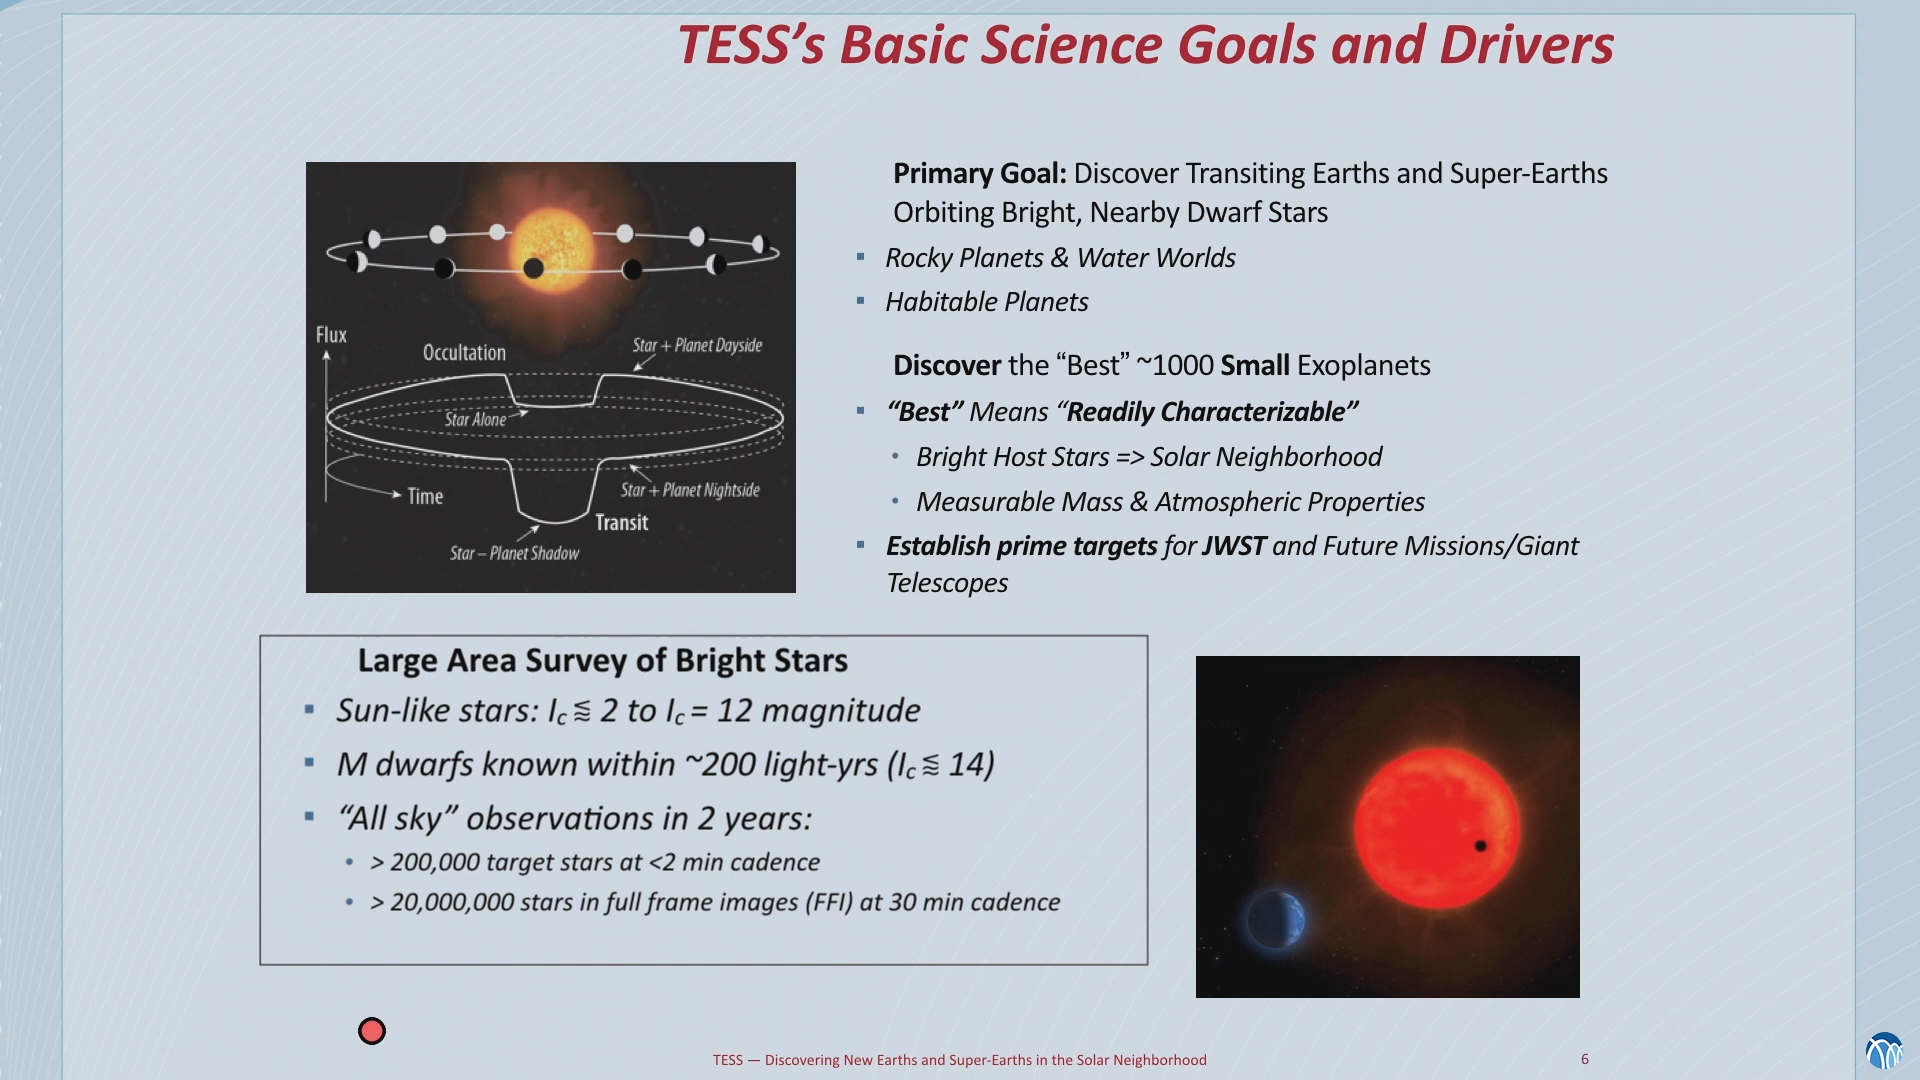 TESS’s Basic Science Goals and Drivers
Flux
Occultation
Star + Planet Dayside
Star Alone
Time
Star + Planet Nightside
Transit
Star – Planet Shadow
Primary Goal: Discover Transiting Earths and Super-Earths
Orbiting Bright, Nearby Dwarf Stars
▪ Rocky Planets & Water Worlds
▪ Habitable Planets
Discover the “Best” ~1000 Small Exoplanets
▪ “Best” Means “Readily Characterizable”
• Bright Host Stars => Solar Neighborhood
• Measurable Mass & Atmospheric Properties
▪ Establish prime targets for JWST and Future Missions/Giant
Telescopes
Large Area Survey of Bright Stars
▪ Sun-like stars: Ic ≲ 2 to Ic = 12 magnitude
▪ M dwarfs known within ~200 light-yrs (Ic ≲ 14)
▪ “All sky” observations in 2 years:
• > 200,000 target stars at <2 min cadence
• > 20,000,000 stars in full frame images (FFI) at 30 min cadence
TESS — Discovering New Earths and Super-Earths in the Solar Neighborhood
6